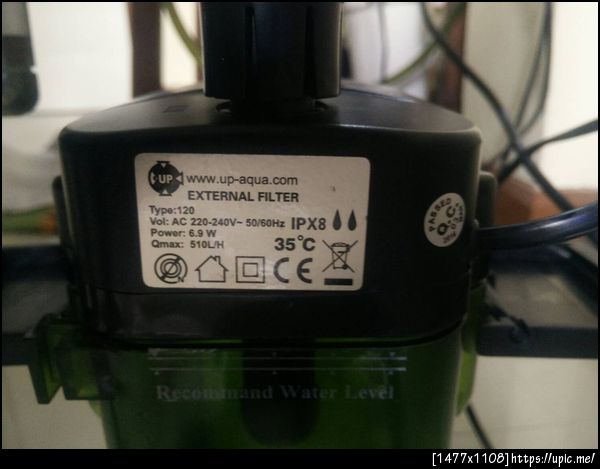 UP
www.up-aqua.com
EXTERNAL FILTER
Type:120
Vol: AC 220-240V~ 50/60Hz
Power: 6.9 W
Qmax: 510L/H
IPX8
35°C
N
CE
PASSED
Q.C.
Recommand Water Level
[1477x1108]https://upic.me/